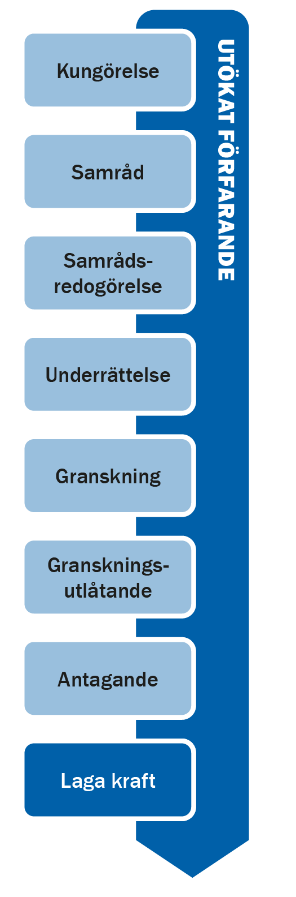 UTÖKAT FÖRFARANDE
Kungörelse
Samråd
Samråds-
redogörelse
Underrättelse
Granskning
Gransknings-
utlåtande
Antagande
Laga kraft